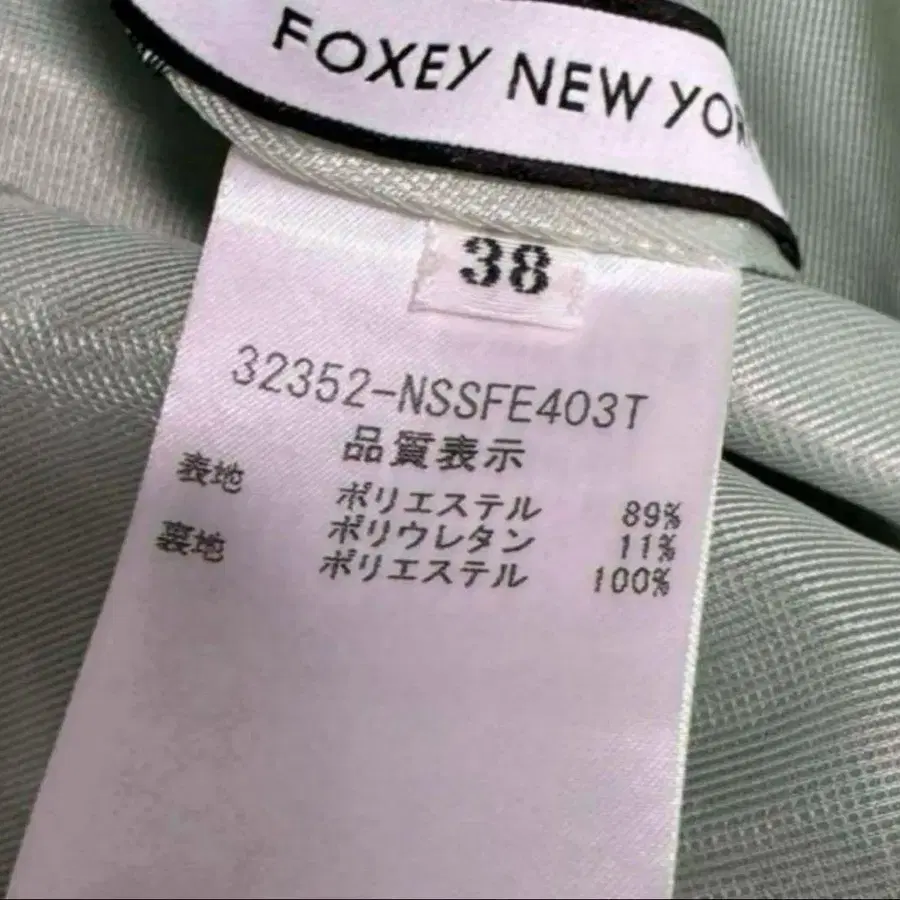 FOXEY NEW YOR
38
32352-NSSFE403T
品質表示
表地 ポリエステル 89%
ポリウレタン 11%
裏地 ポリエステル 100%